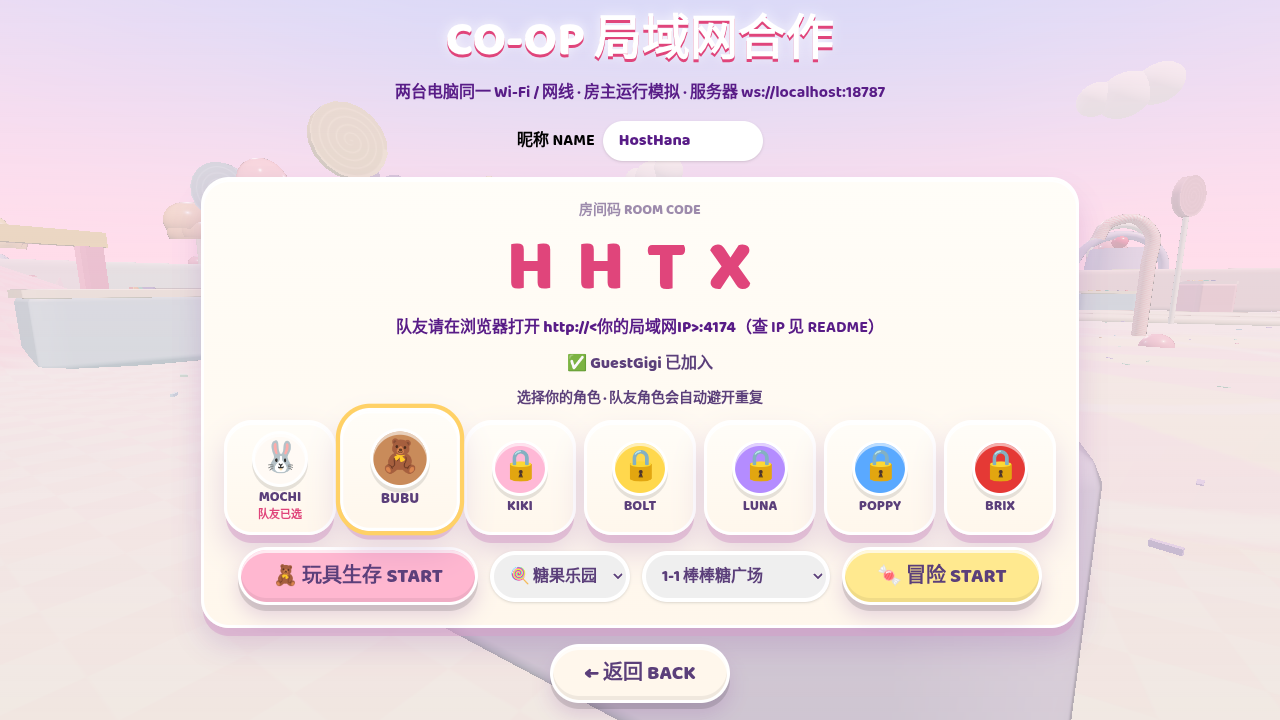 CO-OP 局域网合作
两台电脑同一 Wi-Fi / 网线 · 房主运行模拟 · 服务器 ws://localhost:18787
昵称 NAME HostHana
房间码 ROOM CODE
HHTX
队友请在浏览器打开 http://<你的局域网IP>:4174（查 IP 见 README）
✅ GuestGigi 已加入
选择你的角色 · 队友角色会自动避开重复
MOCHI
队友已选
BUBU
KIKI
BOLT
LUNA
POPPY
BRIX
🧸 玩具生存 START
🍭 糖果乐园
1-1 棒棒糖广场
🍬 冒险 START
← 返回 BACK